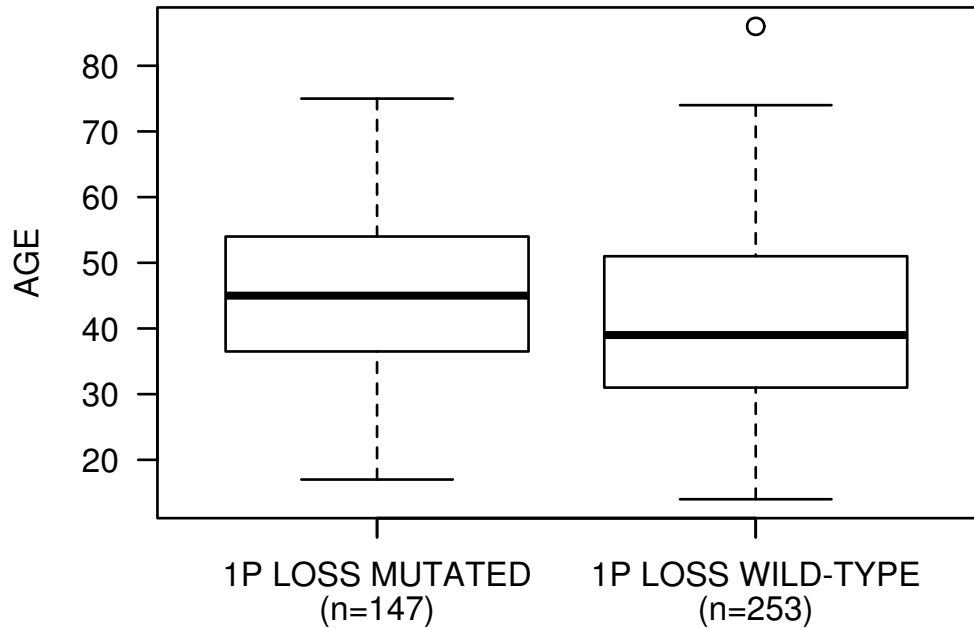 AGE
80
70
60
50
40
30
20
1P LOSS MUTATED
(n=147)
1P LOSS WILD-TYPE
(n=253)